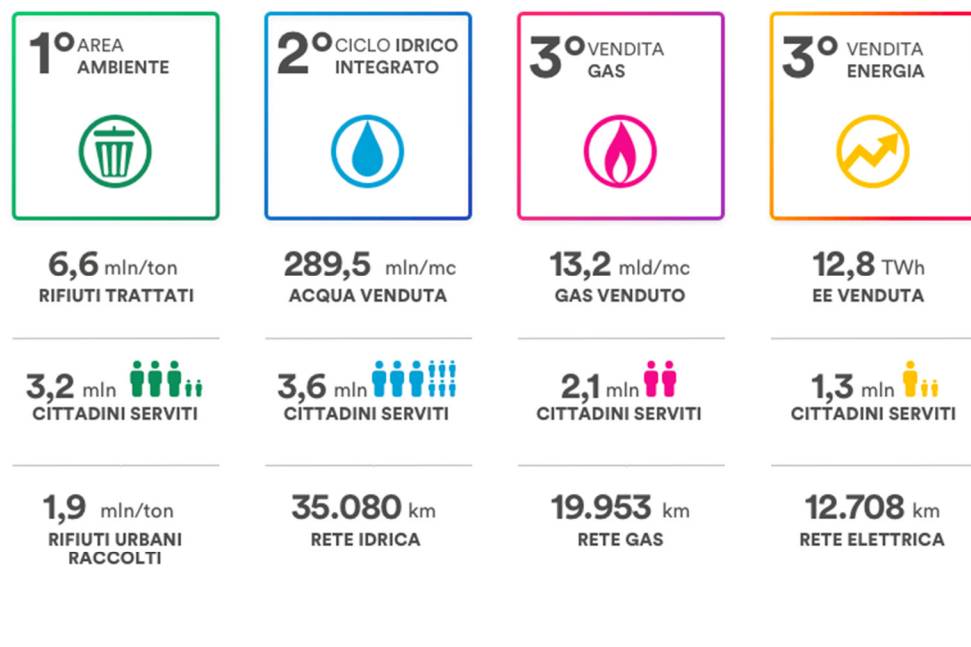 1° AREA
AMBIENTE
6,6 mln/ton
RIFIUTI TRATTATI
3,2 mln
CITTADINI SERVITI
1,9 mln/ton
RIFIUTI URBANI
RACCOLTI
2° CICLO IDRICO
INTEGRATO
289,5 mln/mc
ACQUA VENDUTA
3,6 mln
CITTADINI SERVITI
35.080 km
RETE IDRICA
3° VENDITA
GAS
13,2 mld/mc
GAS VENDUTO
2,1 mln
CITTADINI SERVITI
19.953 km
RETE GAS
3° VENDITA
ENERGIA
12,8 TWh
EE VENDUTA
1,3 mln
CITTADINI SERVITI
12.708 km
RETE ELETTRICA